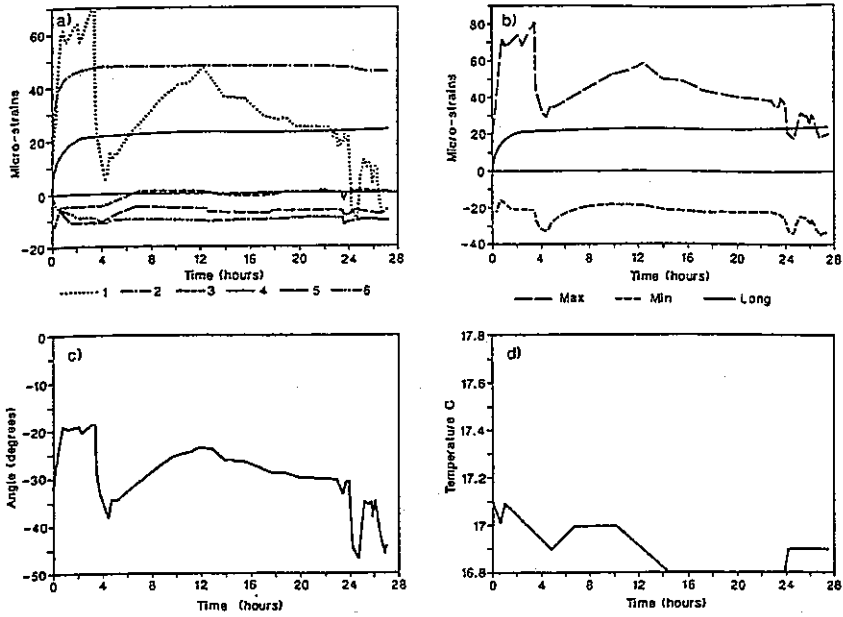 a)
60
40
20
0
-20
Micro-strains
0 4 8 12 16 20 24 28
Time (hours)
1 2 3 4 5 6
b)
80
60
40
20
0
-20
-40
Micro-strains
0 4 8 12 16 20 24 28
Time (hours)
Max Min Long
c)
0
-10
-20
-30
-40
-50
Angle (degrees)
0 4 8 12 16 20 24 28
Time (hours)
d)
17.8
17.6
17.4
17.2
17
16.8
Temperature C
0 4 8 12 16 20 24 28
Time (hours)